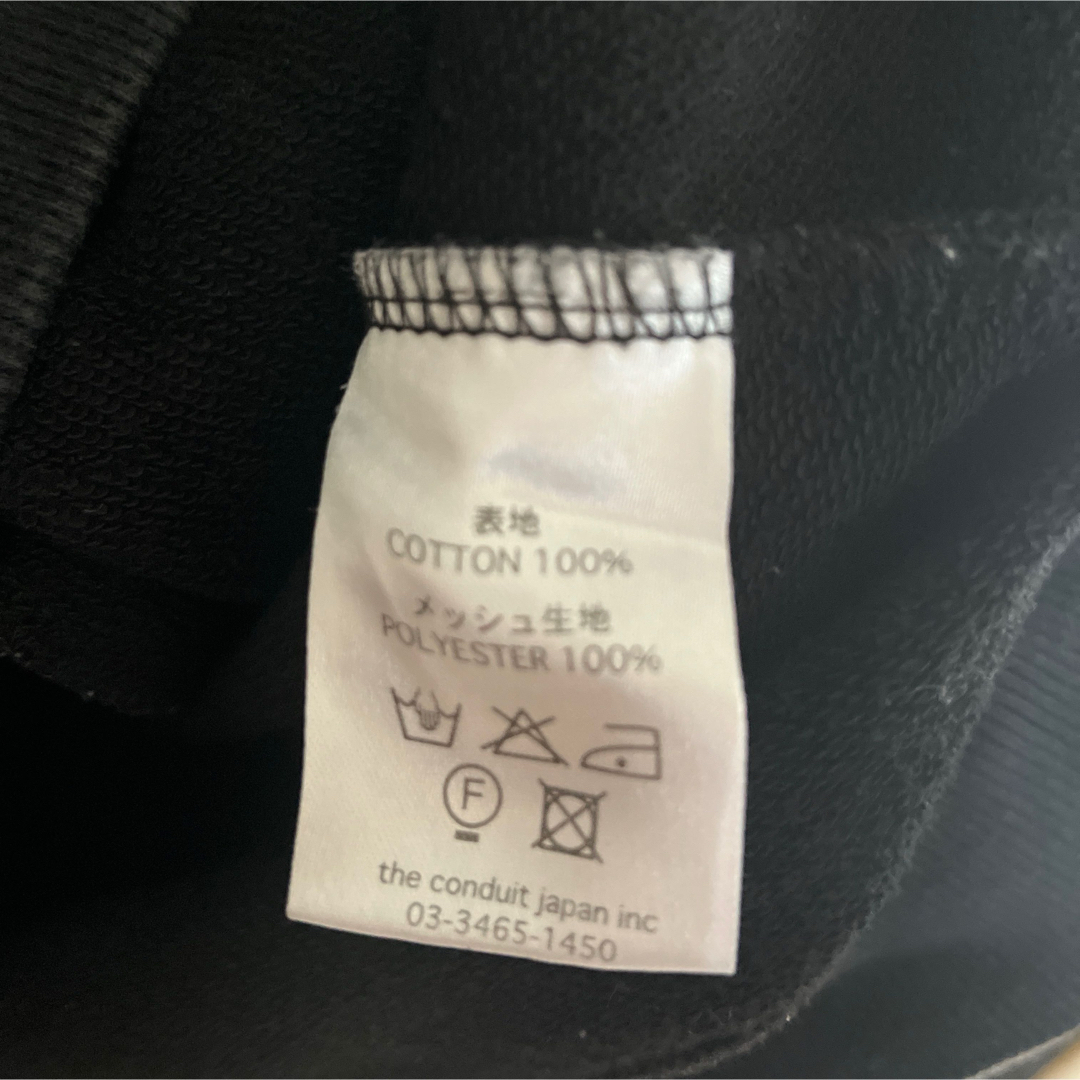 表地
COTTON 100%
メッシュ生地
POLYESTER 100%
F
the conduit japan inc
03-3465-1450